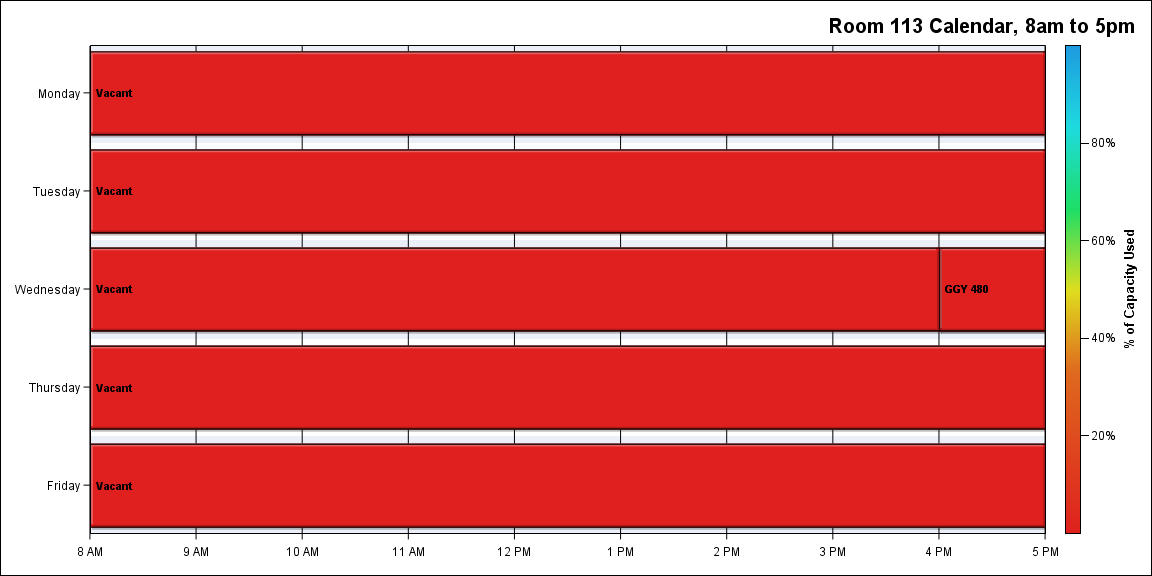 Room 113 Calendar, 8am to 5pm
Monday
Vacant
Tuesday
Vacant
Wednesday
Vacant
GGY 480
Thursday
Vacant
Friday
Vacant
8 AM
9 AM
10 AM
11 AM
12 PM
1 PM
2 PM
3 PM
4 PM
5 PM
80%
60%
40%
20%
% of Capacity Used